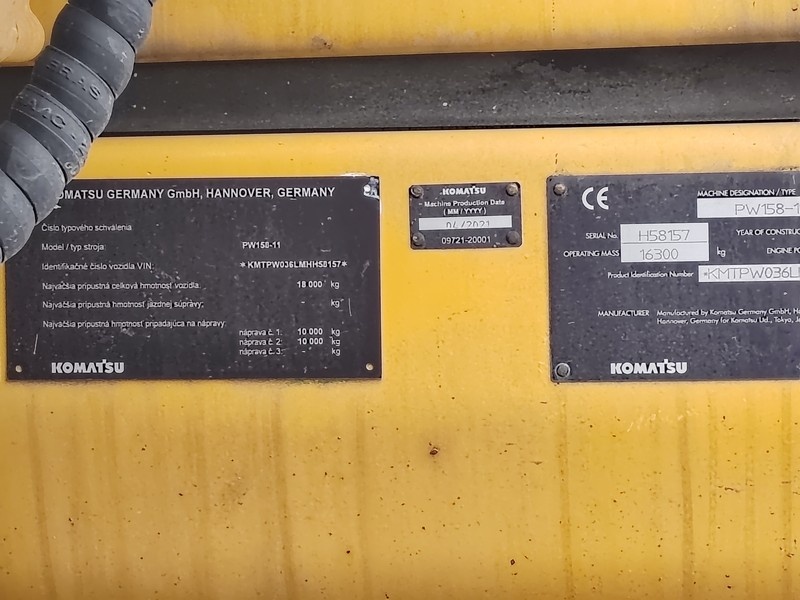 OMATSU GERMANY GmbH, HANNOVER, GERMANY
Číslo typového schválenia
Model / typ stroja: PW158-11
Identifikačné číslo vozidla VIN: *KMTPW036LMHH58157*
Najväčšia prípustná celková hmotnosť vozidla: 18 000 kg
Najväčšia prípustná hmotnosť jazdnej súpravy: - kg
Najväčšia prípustná hmotnosť pripadajúca na nápravy:
náprava č. 1: 10 000 kg
náprava č. 2: 10 000 kg
náprava č. 3: - kg
KOMATSU
KOMATSU
Machine Production Date
( MM / YYYY )
04/2021
09721-20001
CE
MACHINE DESIGNATION / TYPE
PW158-1
SERIAL No. H58157 YEAR OF CONSTRUC
OPERATING MASS 16300 kg ENGINE PO
Product Identification Number *KMTPW036L
MANUFACTURER Manufactured by Komatsu Germany GmbH, Ha
Hannover, Germany for Komatsu Ltd., Tokyo, Ja
KOMATSU